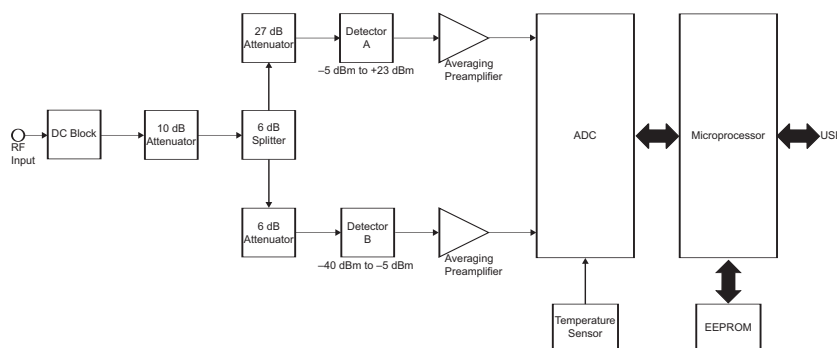 27 dB
Attenuator
Detector
A
–5 dBm to +23 dBm
Averaging
Preamplifier
RF
Input
DC Block
10 dB
Attenuator
6 dB
Splitter
ADC
Microprocessor
6 dB
Attenuator
Detector
B
–40 dBm to –5 dBm
Averaging
Preamplifier
Temperature
Sensor
EEPROM